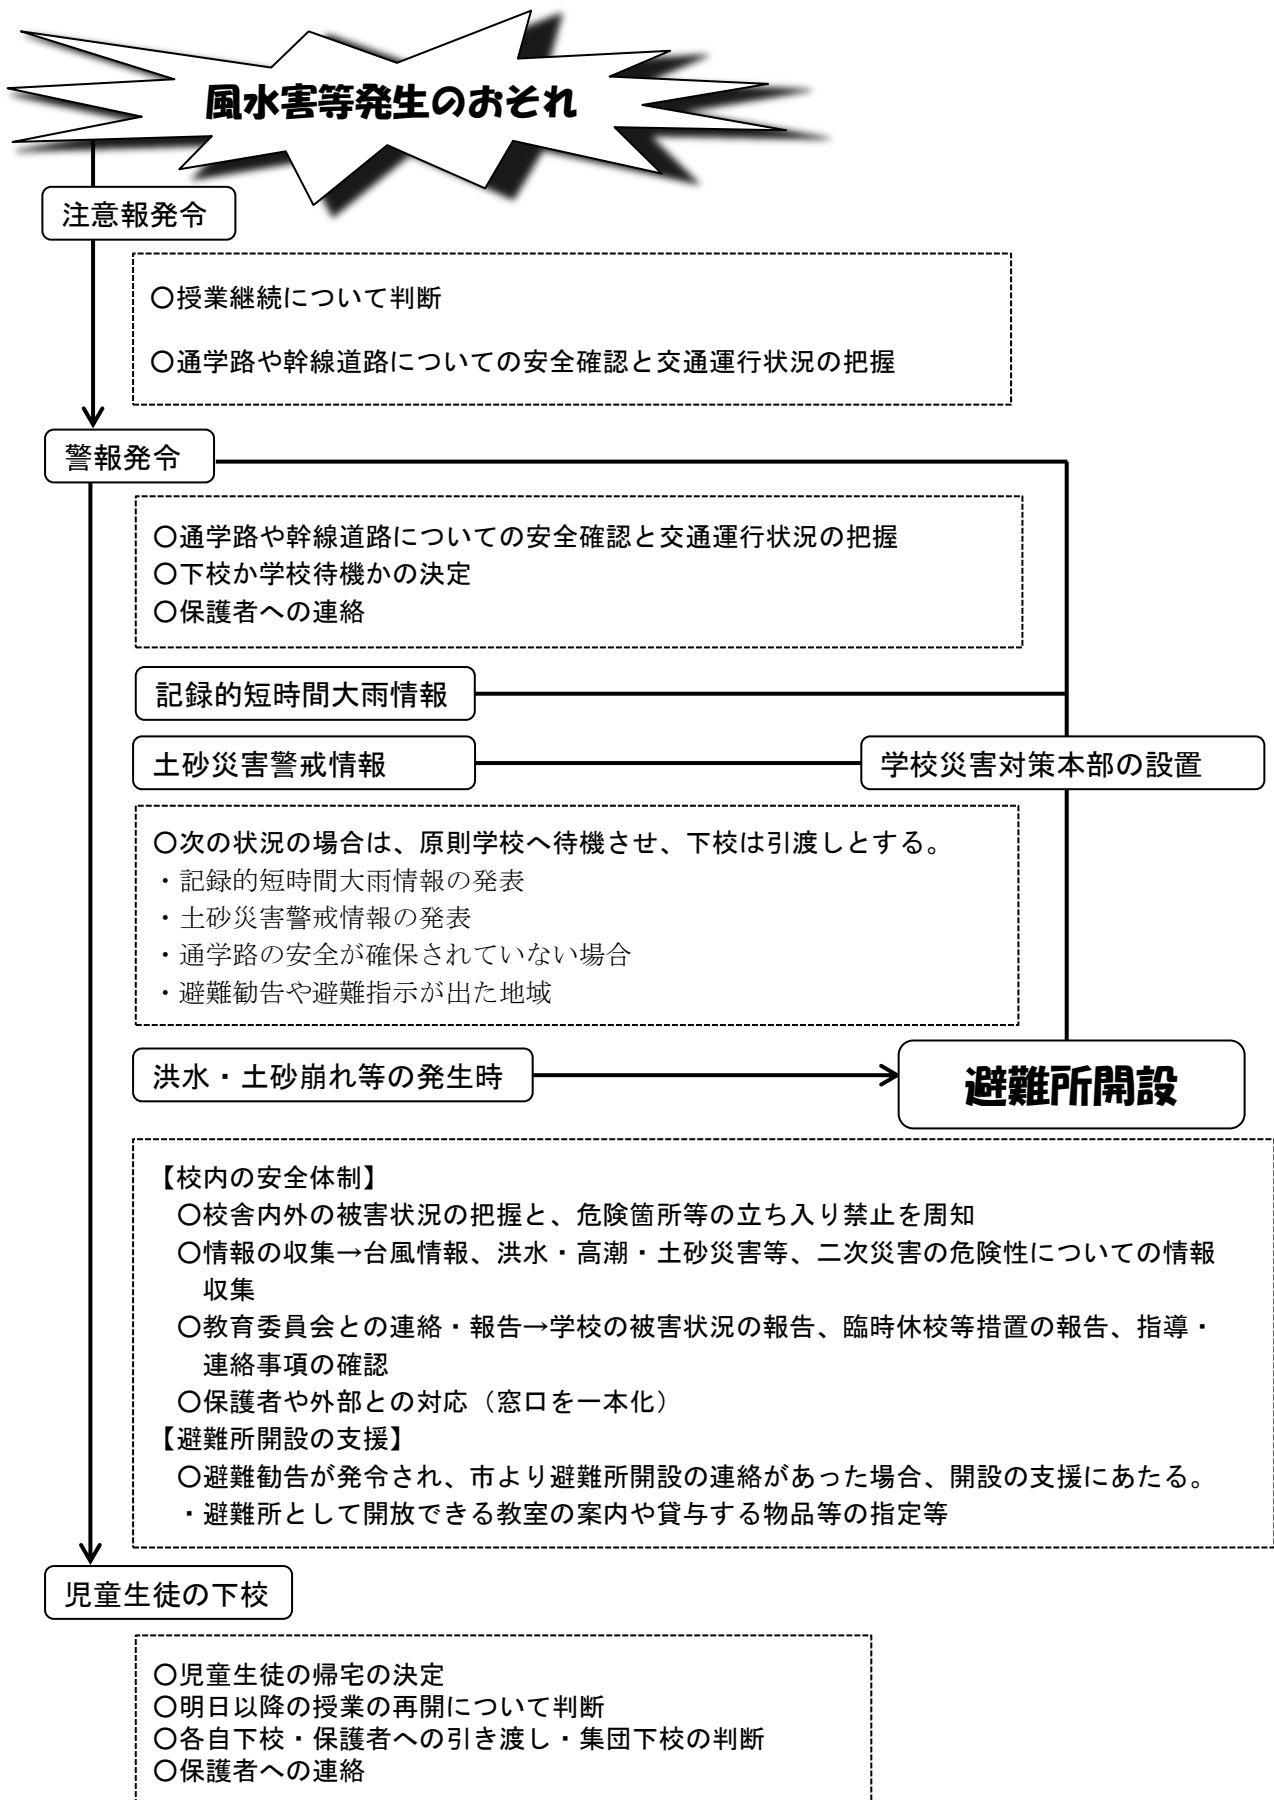 風水害等発生のおそれ
注意報発令
〇授業継続について判断
〇通学路や幹線道路についての安全確認と交通運行状況の把握
警報発令
〇通学路や幹線道路についての安全確認と交通運行状況の把握
〇下校か学校待機かの決定
〇保護者への連絡
記録的短時間大雨情報
土砂災害警戒情報
学校災害対策本部の設置
〇次の状況の場合は、原則学校へ待機させ、下校は引渡しとする。
・記録的短時間大雨情報の発表
・土砂災害警戒情報の発表
・通学路の安全が確保されていない場合
・避難勧告や避難指示が出た地域
洪水・土砂崩れ等の発生時
避難所開設
【校内の安全体制】
〇校舎内外の被害状況の把握と、危険箇所等の立ち入り禁止を周知
〇情報の収集→台風情報、洪水・高潮・土砂災害等、二次災害の危険性についての情報
収集
〇教育委員会との連絡・報告→学校の被害状況の報告、臨時休校等措置の報告、指導・
連絡事項の確認
〇保護者や外部との対応（窓口を一本化）
【避難所開設の支援】
〇避難勧告が発令され、市より避難所開設の連絡があった場合、開設の支援にあたる。
・避難所として開放できる教室の案内や貸与する物品等の指定等
児童生徒の下校
〇児童生徒の帰宅の決定
〇明日以降の授業の再開について判断
〇各自下校・保護者への引き渡し・集団下校の判断
〇保護者への連絡